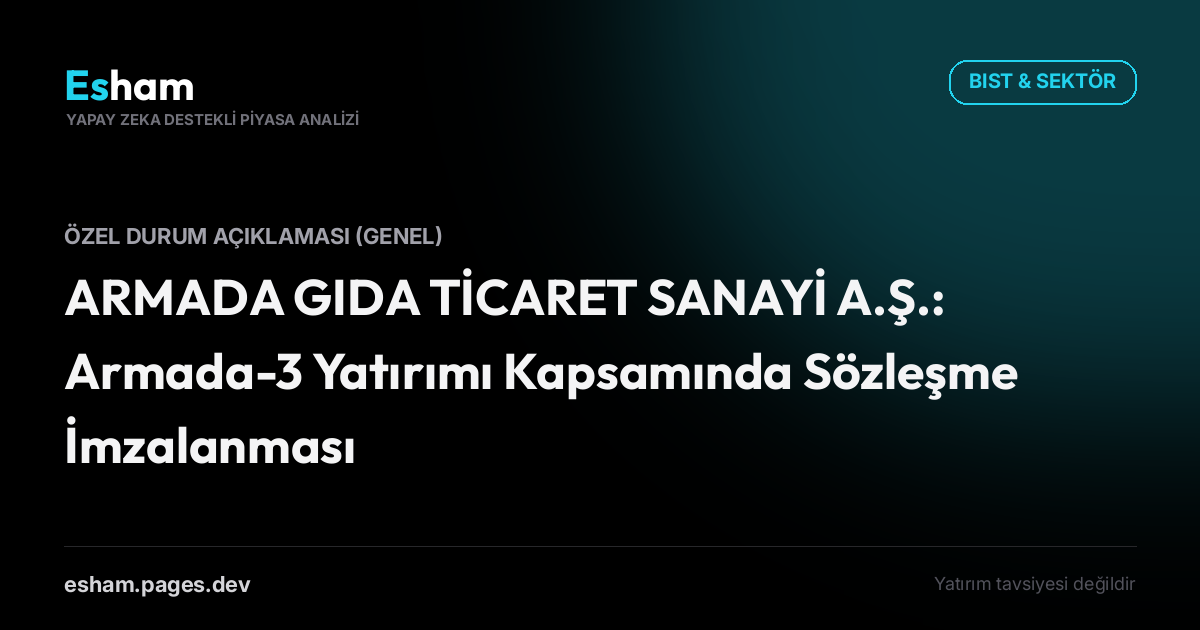 Esham
BIST & SEKTÖR
YAPAY ZEKA DESTEKLİ PİYASA ANALİZİ
ÖZEL DURUM AÇIKLAMASI (GENEL)
ARMADA GIDA TİCARET SANAYİ A.Ş.:
Armada-3 Yatırımı Kapsamında Sözleşme
İmzalanması
esham.pages.dev
Yatırım tavsiyesi değildir